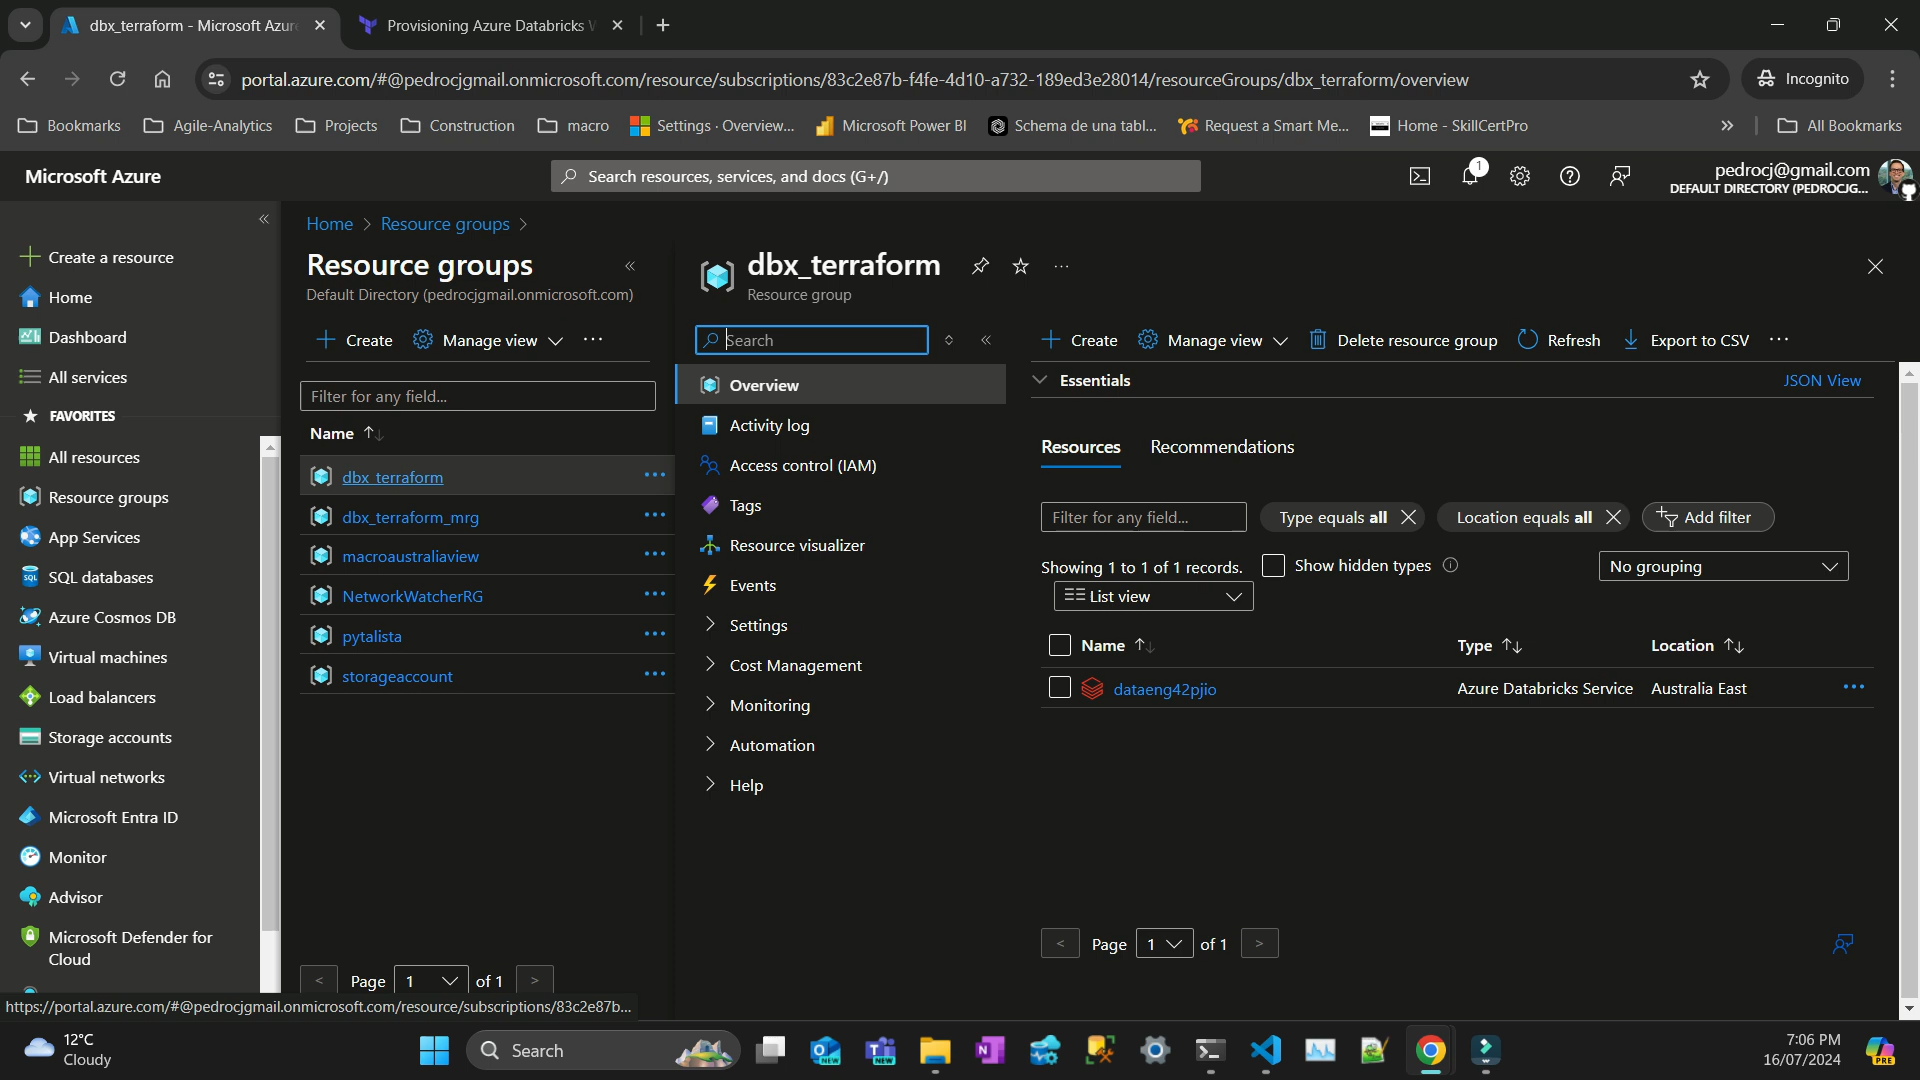 dbx_terraform - Microsoft Azur
Provisioning Azure Databricks W
portal.azure.com/#@pedrocjgmail.onmicrosoft.com/resource/subscriptions/83c2e87b-f4fe-4d10-a732-189ed3e28014/resourceGroups/dbx_terraform/overview
Incognito
Bookmarks
Agile-Analytics
Projects
Construction
macro
Settings · Overview...
Microsoft Power BI
Schema de una tabl...
Request a Smart Me...
Home - SkillCertPro
All Bookmarks
Microsoft Azure
Search resources, services, and docs (G+/)
1
pedrocj@gmail.com
DEFAULT DIRECTORY (PEDROCJG...
Create a resource
Home
Dashboard
All services
FAVORITES
All resources
Resource groups
App Services
SQL databases
Azure Cosmos DB
Virtual machines
Load balancers
Storage accounts
Virtual networks
Microsoft Entra ID
Monitor
Advisor
Microsoft Defender for
Cloud
Home > Resource groups >
Resource groups
Default Directory (pedrocjgmail.onmicrosoft.com)
Create
Manage view
Filter for any field...
Name
dbx_terraform
dbx_terraform_mrg
macroaustraliaview
NetworkWatcherRG
pytalista
storageaccount
< Page 1 of 1 >
dbx_terraform
Resource group
Search
Overview
Activity log
Access control (IAM)
Tags
Resource visualizer
Events
Settings
Cost Management
Monitoring
Automation
Help
Create
Manage view
Delete resource group
Refresh
Export to CSV
Essentials
JSON View
Resources
Recommendations
Filter for any field...
Type equals all
Location equals all
Add filter
Showing 1 to 1 of 1 records.
Show hidden types
No grouping
List view
Name
Type
Location
dataeng42pjio
Azure Databricks Service
Australia East
< Page 1 of 1 >
https://portal.azure.com/#@pedrocjgmail.onmicrosoft.com/resource/subscriptions/83c2e87b...
12°C
Cloudy
Search
NEW
NEW
7:06 PM
16/07/2024
PRE